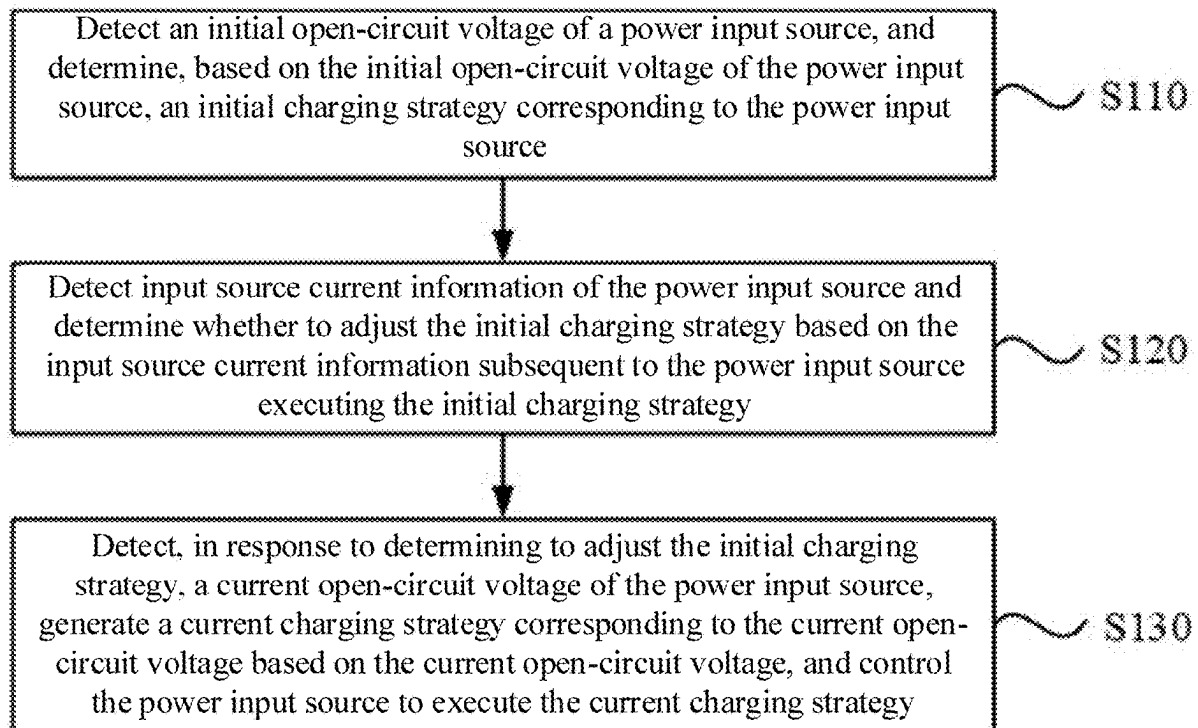 Detect an initial open-circuit voltage of a power input source, and
determine, based on the initial open-circuit voltage of the power input
source, an initial charging strategy corresponding to the power input
source
S110
Detect input source current information of the power input source and
determine whether to adjust the initial charging strategy based on the
input source current information subsequent to the power input source
executing the initial charging strategy
S120
Detect, in response to determining to adjust the initial charging
strategy, a current open-circuit voltage of the power input source,
generate a current charging strategy corresponding to the current open-
circuit voltage based on the current open-circuit voltage, and control
the power input source to execute the current charging strategy
S130